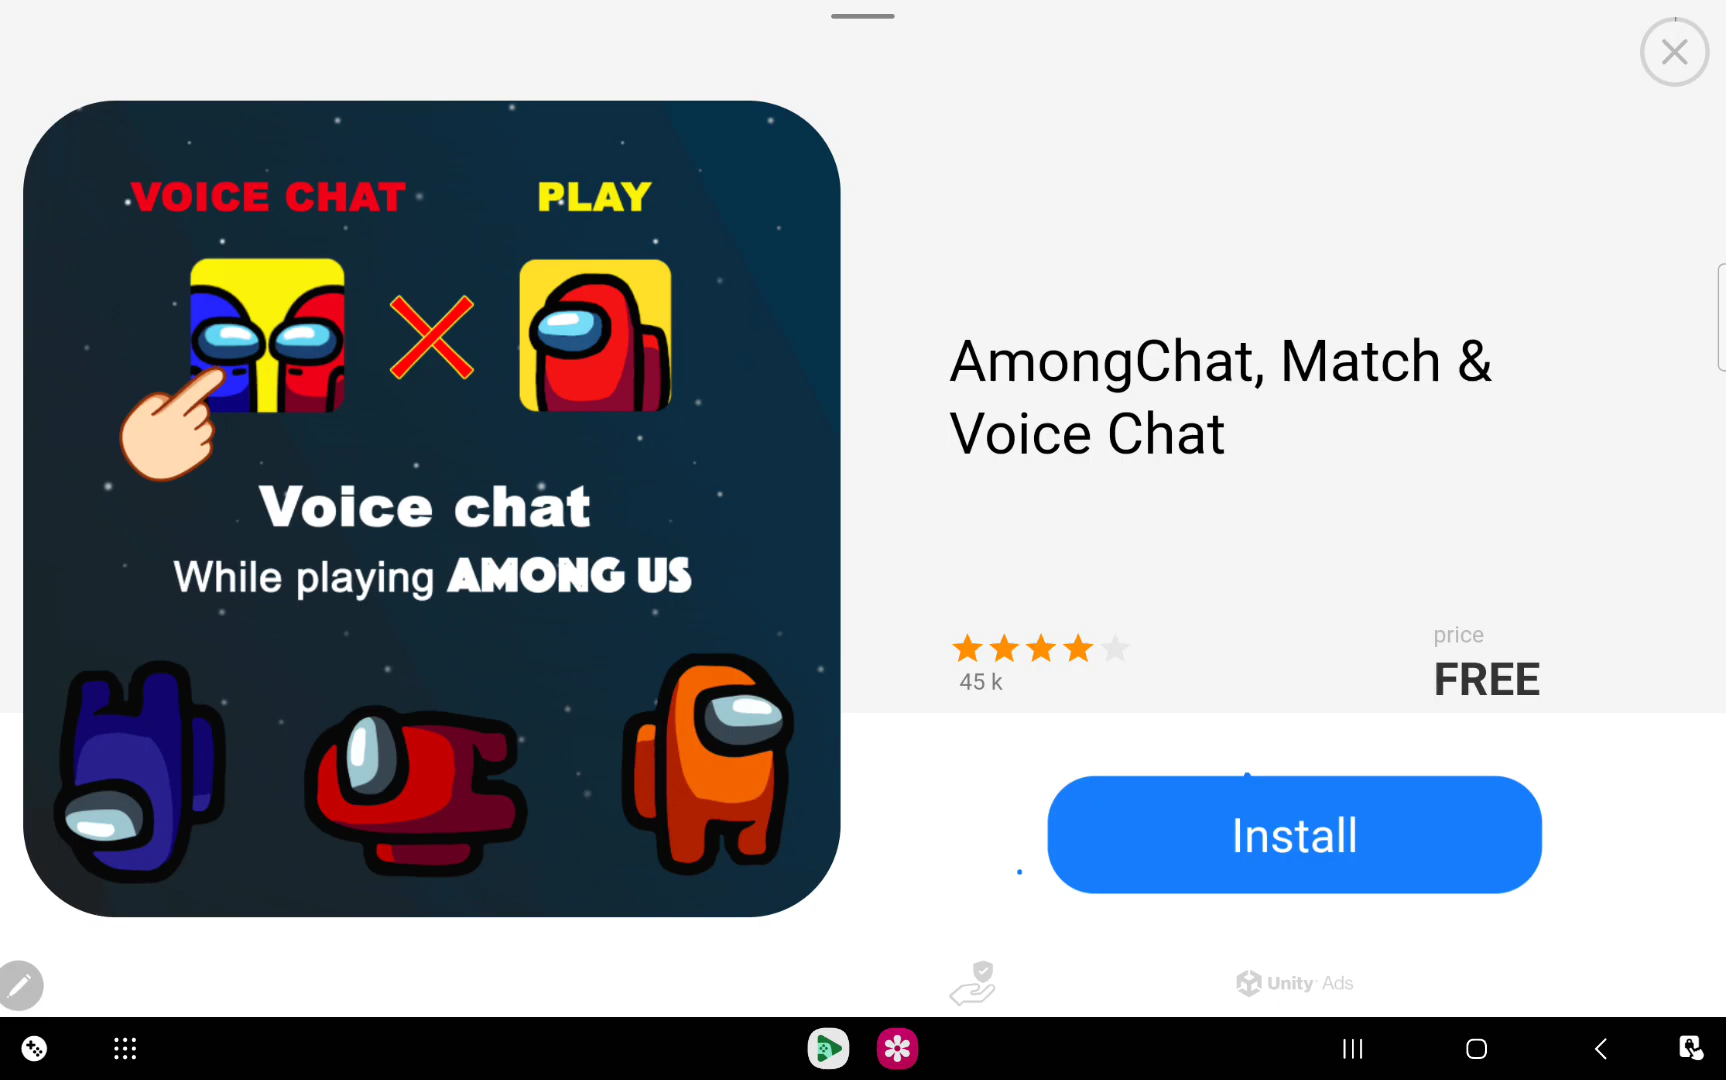 VOICE CHAT
PLAY
Voice chat
While playing AMONG US
AmongChat, Match &
Voice Chat
45 k
price
FREE
Install
Unity Ads